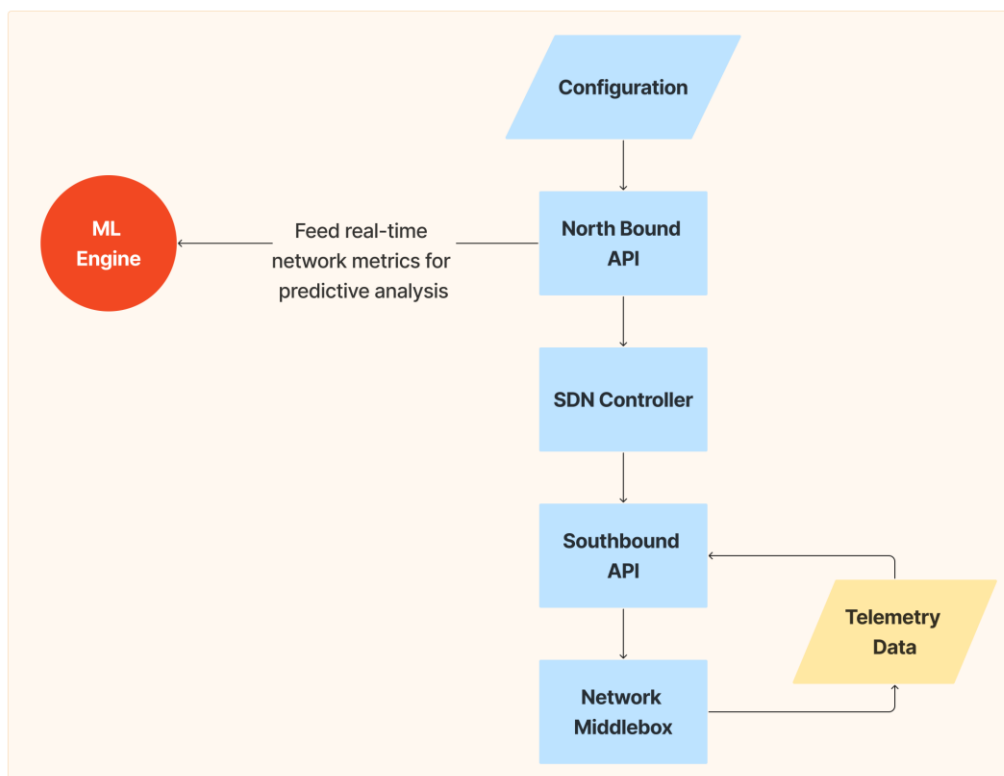 Configuration
North Bound
API
ML
Engine
Feed real-time
network metrics for
predictive analysis
SDN Controller
Southbound
API
Telemetry
Data
Network
Middlebox